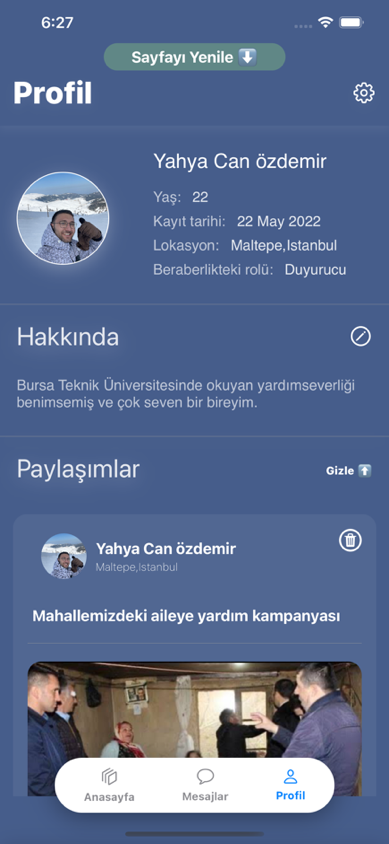 6:27
Sayfayı Yenile ⬇️
Profil
Yahya Can özdemir
Yaş: 22
Kayıt tarihi: 22 May 2022
Lokasyon: Maltepe,Istanbul
Beraberlikteki rolü: Duyurucu
Hakkında
Bursa Teknik Üniversitesinde okuyan yardımseverliği
benimsemiş ve çok seven bir bireyim.
Paylaşımlar
Gizle ⬆️
Yahya Can özdemir
Maltepe,Istanbul
Mahallemizdeki aileye yardım kampanyası
Anasayfa
Mesajlar
Profil